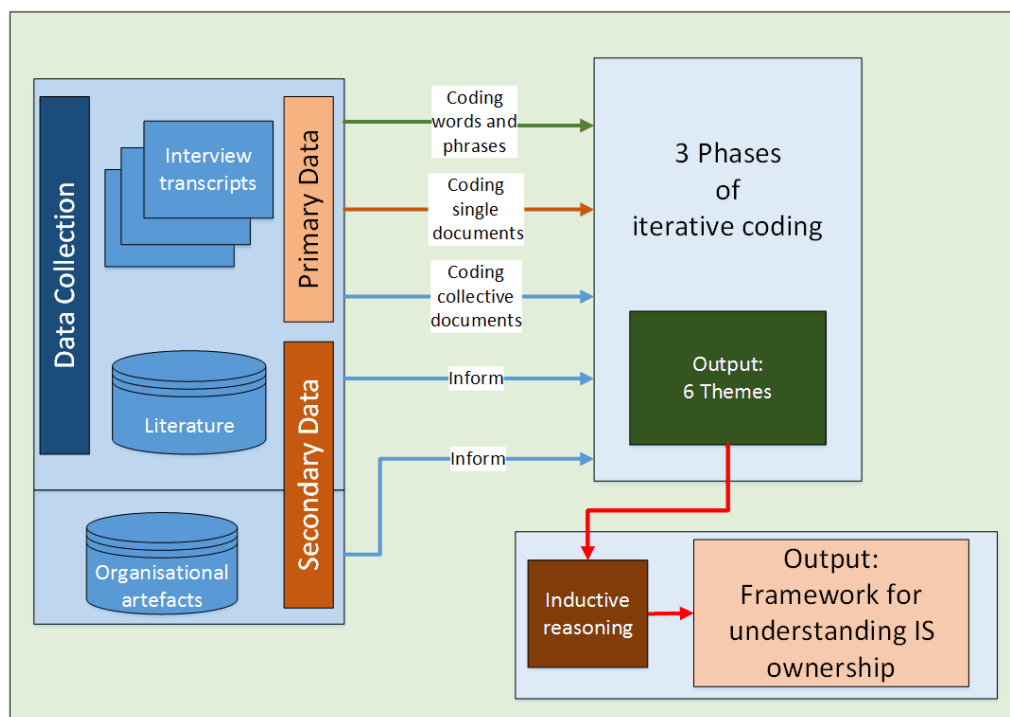 Data Collection
Interview
transcripts
Primary Data
Literature
Secondary Data
Organisational
artefacts
Coding
words and
phrases
Coding
single
documents
Coding
collective
documents
Inform
Inform
3 Phases
of
iterative coding
Output:
6 Themes
Inductive
reasoning
Output:
Framework for
understanding IS
ownership